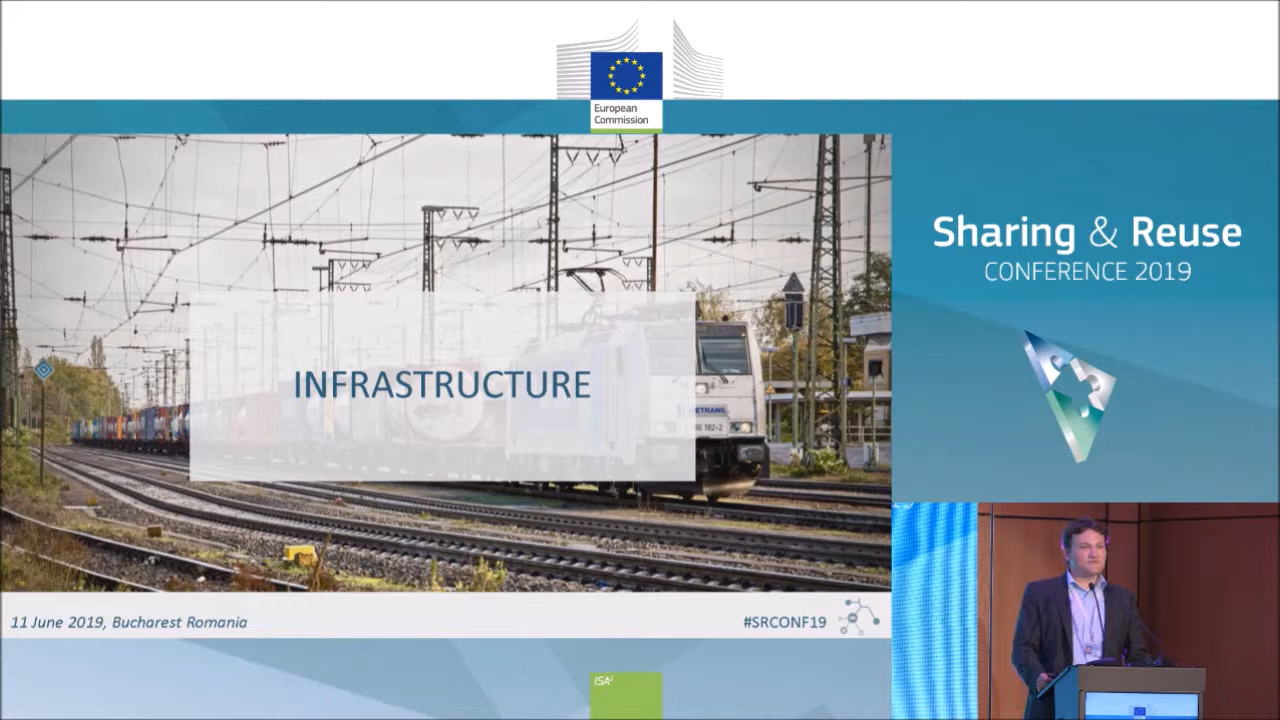 European
Commission
Sharing & Reuse
CONFERENCE 2019
INFRASTRUCTURE
11 June 2019, Bucharest Romania
#SRCONF19
ISA²